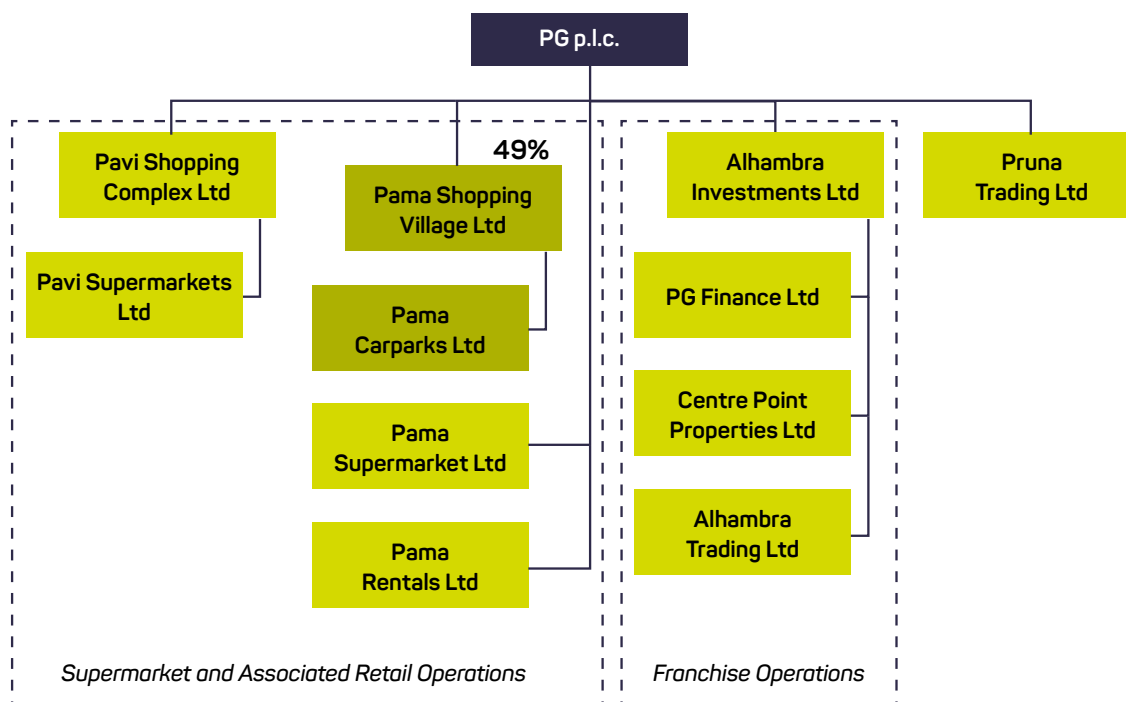 PG p.l.c.
49%
Pavi Shopping
Complex Ltd
Pama Shopping
Village Ltd
Alhambra
Investments Ltd
Pruna
Trading Ltd
Pavi Supermarkets
Ltd
Pama
Carparks Ltd
PG Finance Ltd
Pama
Supermarket Ltd
Centre Point
Properties Ltd
Pama
Rentals Ltd
Alhambra
Trading Ltd
Supermarket and Associated Retail Operations
Franchise Operations